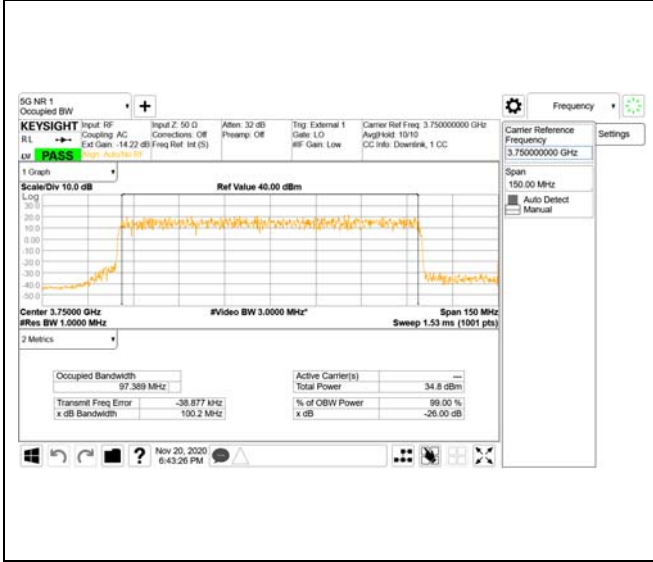 5G NR 1
Occupied BW
Frequency
KEYSIGHT
Input: RF
Input Z: 50 Ω
Atten: 32 dB
Trig: External 1
Carrier Ref Freq: 3.750000000 GHz
R L
Coupling: AC
Corrections: Off
Preamp: Off
Gate: LO
Avg|Hold: 10/10
Ext Gain: -14.22 dB
Freq Ref: Int (S)
#IF Gain: Low
CC Info: Downlink, 1 CC
PASS
Align: Auto/No RF
Carrier Reference
Frequency
3.750000000 GHz
Settings
Span
150.00 MHz
Auto Detect
Manual
1 Graph
Scale/Div 10.0 dB
Ref Value 40.00 dBm
Log
30.0
20.0
10.0
0.00
-10.0
-20.0
-30.0
-40.0
-50.0
Center 3.75000 GHz
#Video BW 3.0000 MHz*
Span 150 MHz
#Res BW 1.0000 MHz
Sweep 1.53 ms (1001 pts)
2 Metrics
Occupied Bandwidth
97.389 MHz
Active Carrier(s)
---
Total Power
34.8 dBm
Transmit Freq Error
-38.877 kHz
% of OBW Power
99.00 %
x dB Bandwidth
100.2 MHz
x dB
-26.00 dB
Nov 20, 2020
6:43:26 PM